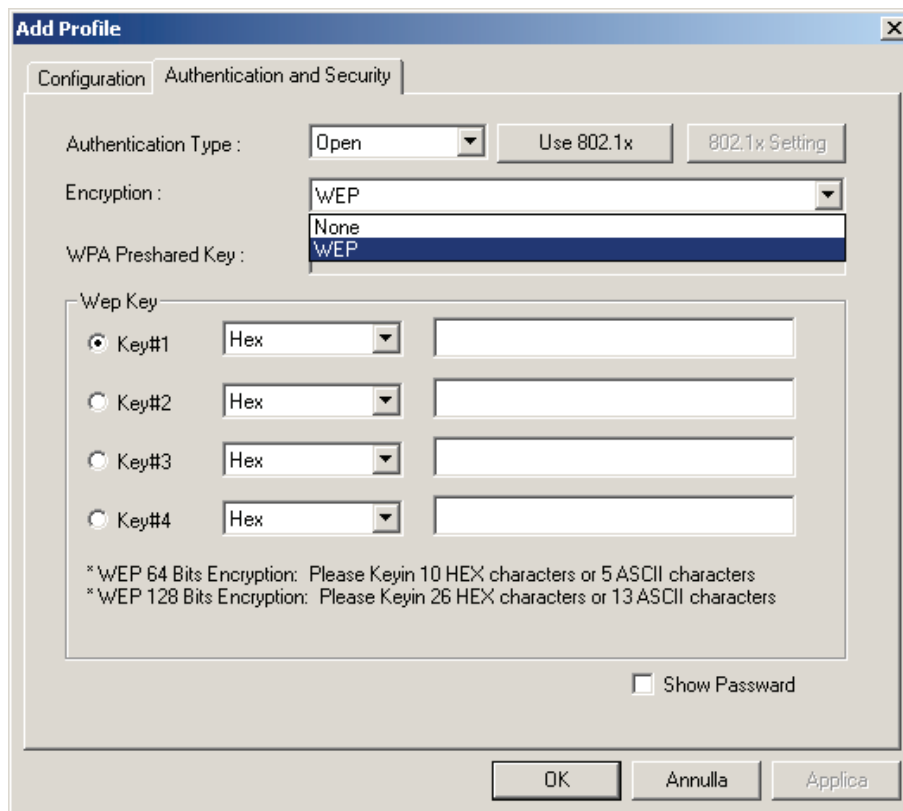 Add Profile
Configuration
Authentication and Security
Authentication Type :
Open
Use 802.1x
802.1x Setting
Encryption :
WEP
None
WEP
WPA Preshared Key :
Wep Key
Key#1
Hex
Key#2
Hex
Key#3
Hex
Key#4
Hex
* WEP 64 Bits Encryption: Please Keyin 10 HEX characters or 5 ASCII characters
* WEP 128 Bits Encryption: Please Keyin 26 HEX characters or 13 ASCII characters
Show Passward
OK
Annulla
Applica